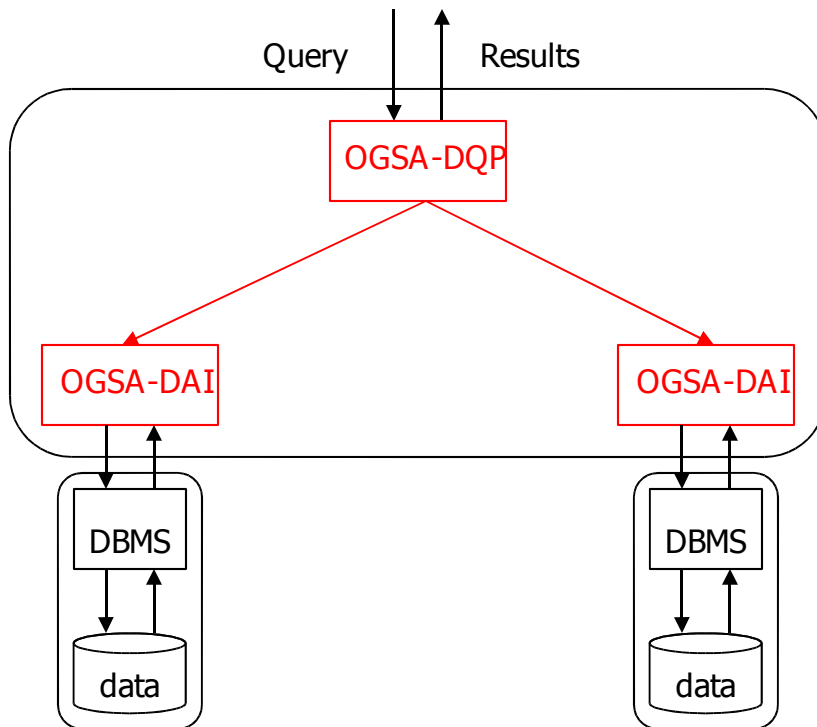 Query
Results
OGSA-DQP
OGSA-DAI
OGSA-DAI
DBMS
DBMS
data
data